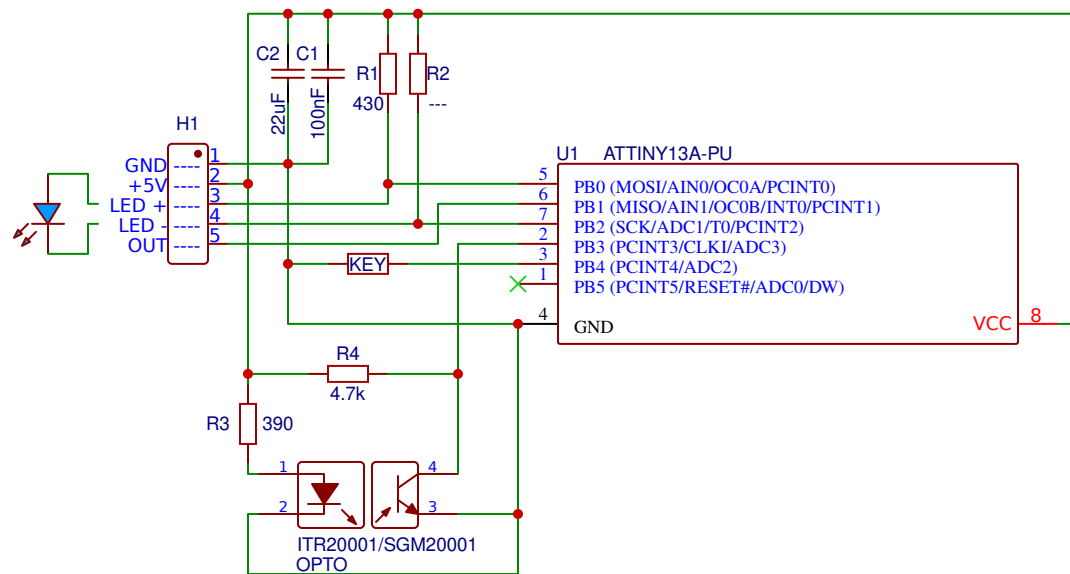 C2
C1
22uF
100nF
R1
430
R2
---
H1
GND ---- 1
+5V ---- 2
LED + ---- 3
LED - ---- 4
OUT ---- 5
U1 ATTINY13A-PU
5 PB0 (MOSI/AIN0/OC0A/PCINT0)
6 PB1 (MISO/AIN1/OC0B/INT0/PCINT1)
7 PB2 (SCK/ADC1/T0/PCINT2)
2 PB3 (PCINT3/CLKI/ADC3)
3 PB4 (PCINT4/ADC2)
1 PB5 (PCINT5/RESET#/ADC0/DW)
4 GND
VCC 8
KEY
R4
4.7k
R3 390
1
2
4
3
ITR20001/SGM20001
OPTO